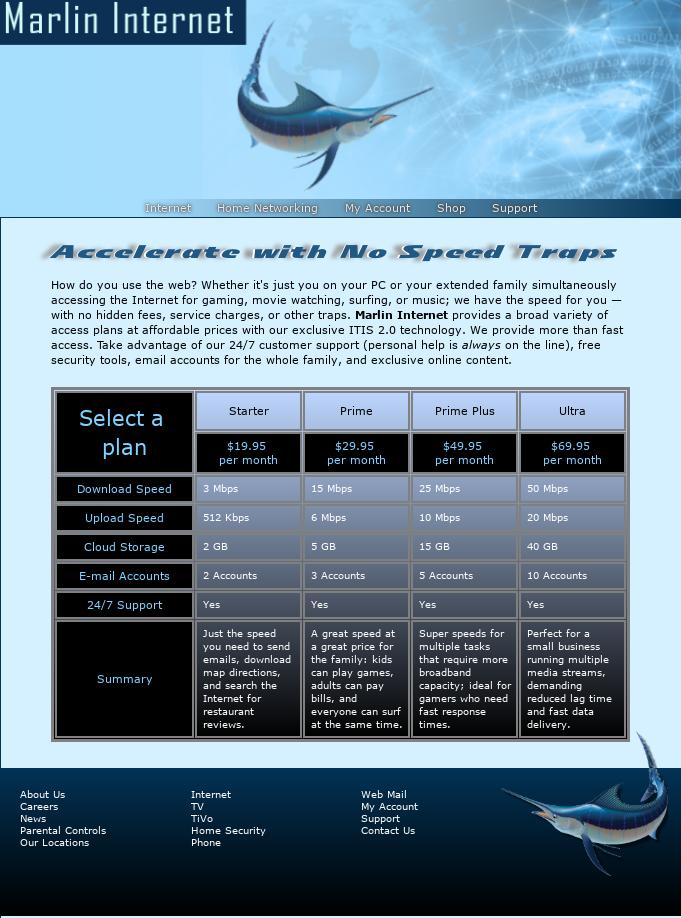 Marlin Internet
Internet Home Networking My Account Shop Support
Accelerate with No Speed Traps
How do you use the web? Whether it's just you on your PC or your extended family simultaneously
accessing the Internet for gaming, movie watching, surfing, or music; we have the speed for you —
with no hidden fees, service charges, or other traps. Marlin Internet provides a broad variety of
access plans at affordable prices with our exclusive ITIS 2.0 technology. We provide more than fast
access. Take advantage of our 24/7 customer support (personal help is always on the line), free
security tools, email accounts for the whole family, and exclusive online content.
Select a
plan
Starter
Prime
Prime Plus
Ultra
$19.95
per month
$29.95
per month
$49.95
per month
$69.95
per month
Download Speed
3 Mbps
15 Mbps
25 Mbps
50 Mbps
Upload Speed
512 Kbps
6 Mbps
10 Mbps
20 Mbps
Cloud Storage
2 GB
5 GB
15 GB
40 GB
E-mail Accounts
2 Accounts
3 Accounts
5 Accounts
10 Accounts
24/7 Support
Yes
Yes
Yes
Yes
Summary
Just the speed
you need to send
emails, download
map directions,
and search the
Internet for
restaurant
reviews.
A great speed at
a great price for
the family: kids
can play games,
adults can pay
bills, and
everyone can surf
at the same time.
Super speeds for
multiple tasks
that require more
broadband
capacity; ideal for
gamers who need
fast response
times.
Perfect for a
small business
running multiple
media streams,
demanding
reduced lag time
and fast data
delivery.
About Us
Careers
News
Parental Controls
Our Locations
Internet
TV
TiVo
Home Security
Phone
Web Mail
My Account
Support
Contact Us